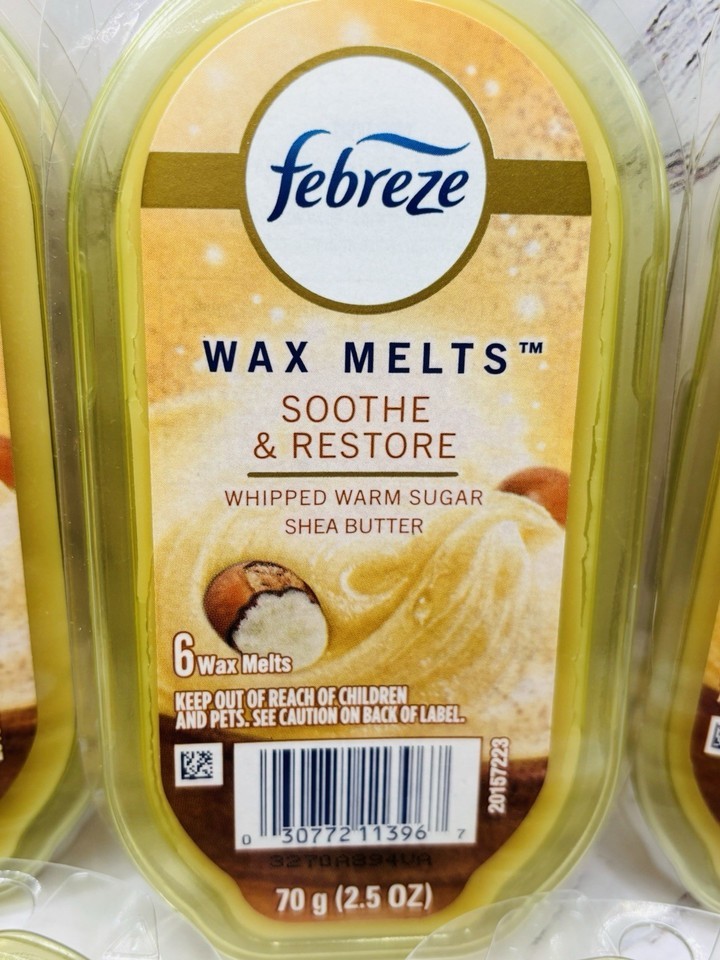 febreze
WAX MELTS™
SOOTHE
& RESTORE
WHIPPED WARM SUGAR
SHEA BUTTER
6 Wax Melts
KEEP OUT OF REACH OF CHILDREN
AND PETS. SEE CAUTION ON BACK OF LABEL.
20157223
0 30772 11396 7
70 g (2.5 OZ)